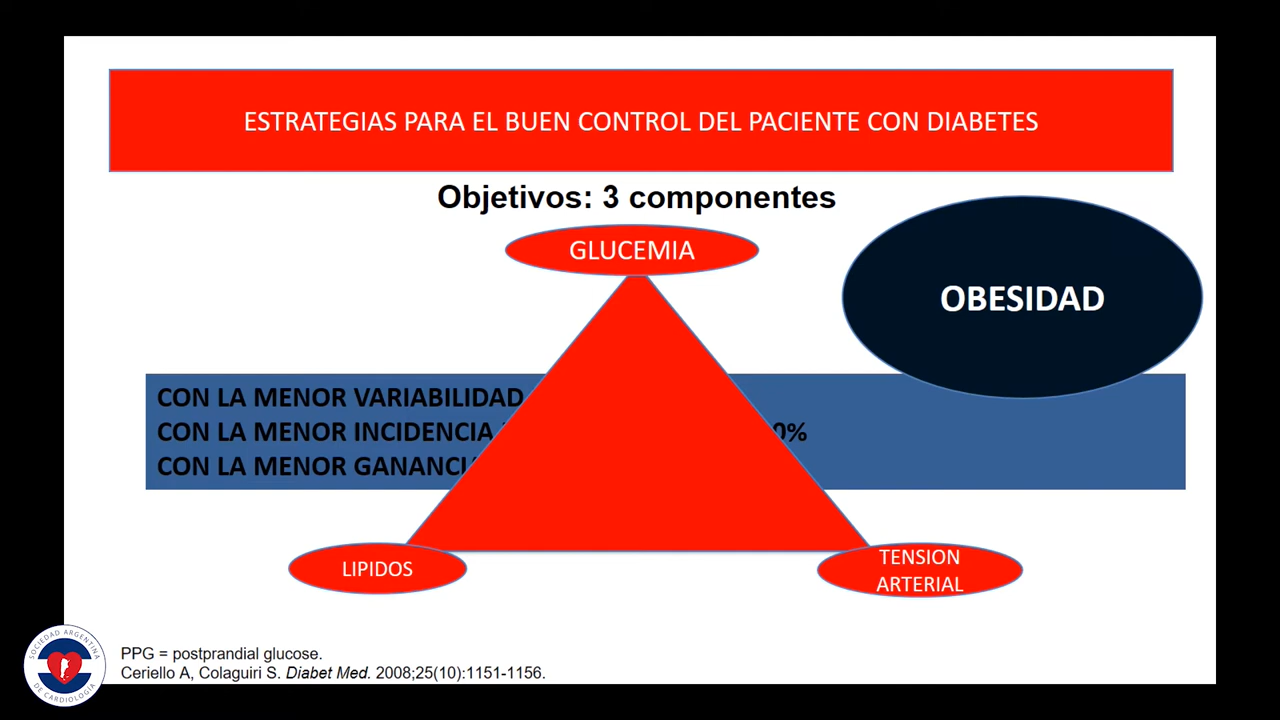 ESTRATEGIAS PARA EL BUEN CONTROL DEL PACIENTE CON DIABETES
Objetivos: 3 componentes
GLUCEMIA
OBESIDAD
CON LA MENOR VARIABILIDAD
CON LA MENOR INCIDENCIA 0%
CON LA MENOR
LIPIDOS
TENSION
ARTERIAL
SOCIEDAD ARGENTINA
DE CARDIOLOGÍA
PPG = postprandial glucose.
Ceriello A, Colaguiri S. Diabet Med. 2008;25(10):1151-1156.